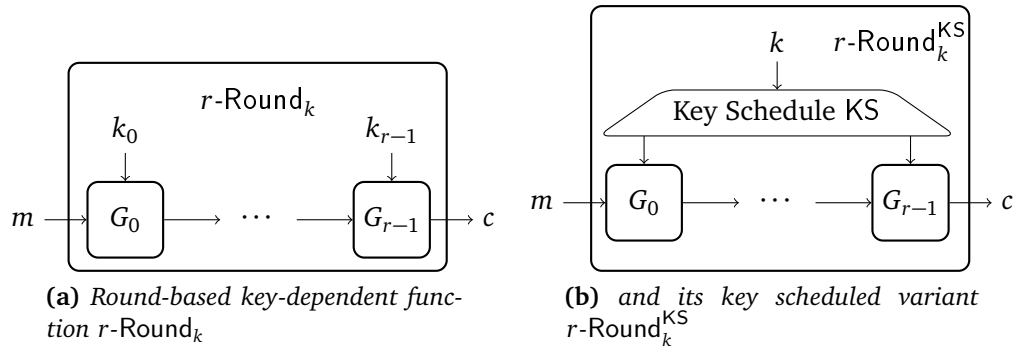 r-Round_k
k_0 k_{r−1}
m G_0 ··· G_{r−1} c
(a) Round-based key-dependent func-
tion r-Round_k
k r-Round_k^{KS}
Key Schedule KS
m G_0 ··· G_{r−1} c
(b) and its key scheduled variant
r-Round_k^{KS}